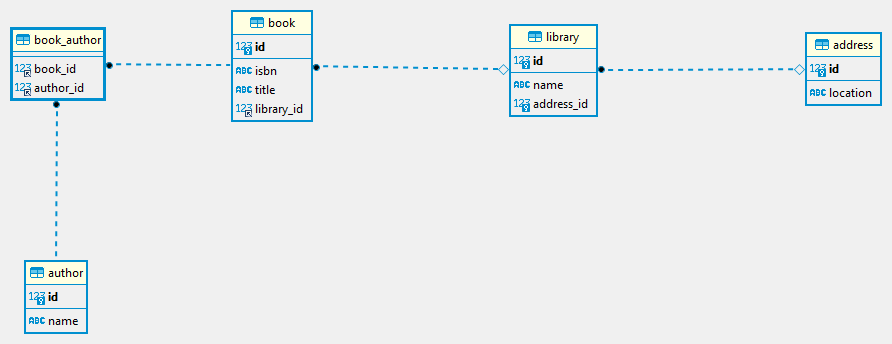 book_author
123 book_id
123 author_id
book
123 id
ABC isbn
ABC title
123 library_id
library
123 id
ABC name
123 address_id
address
123 id
ABC location
author
123 id
ABC name